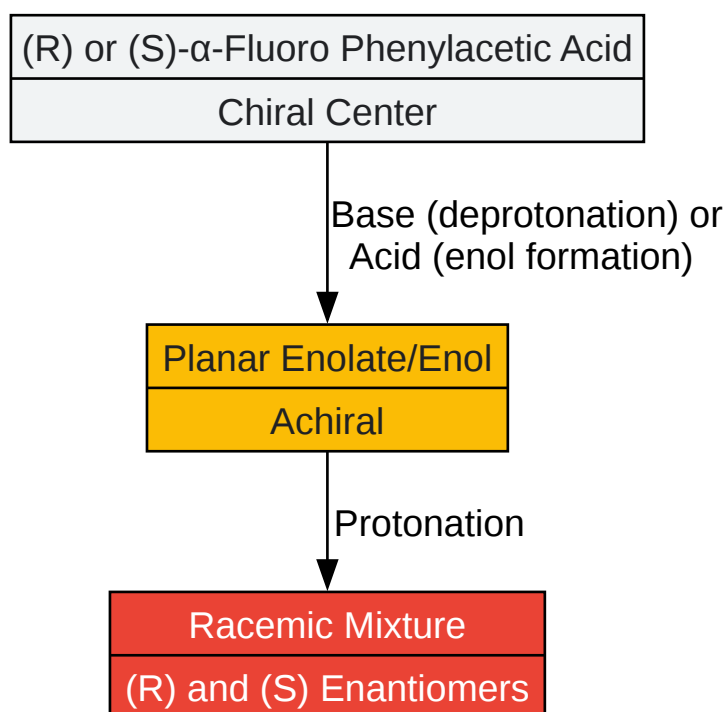 (R) or (S)-α-Fluoro Phenylacetic Acid
Chiral Center
Base (deprotonation) or
Acid (enol formation)
Planar Enolate/Enol
Achiral
Protonation
Racemic Mixture
(R) and (S) Enantiomers